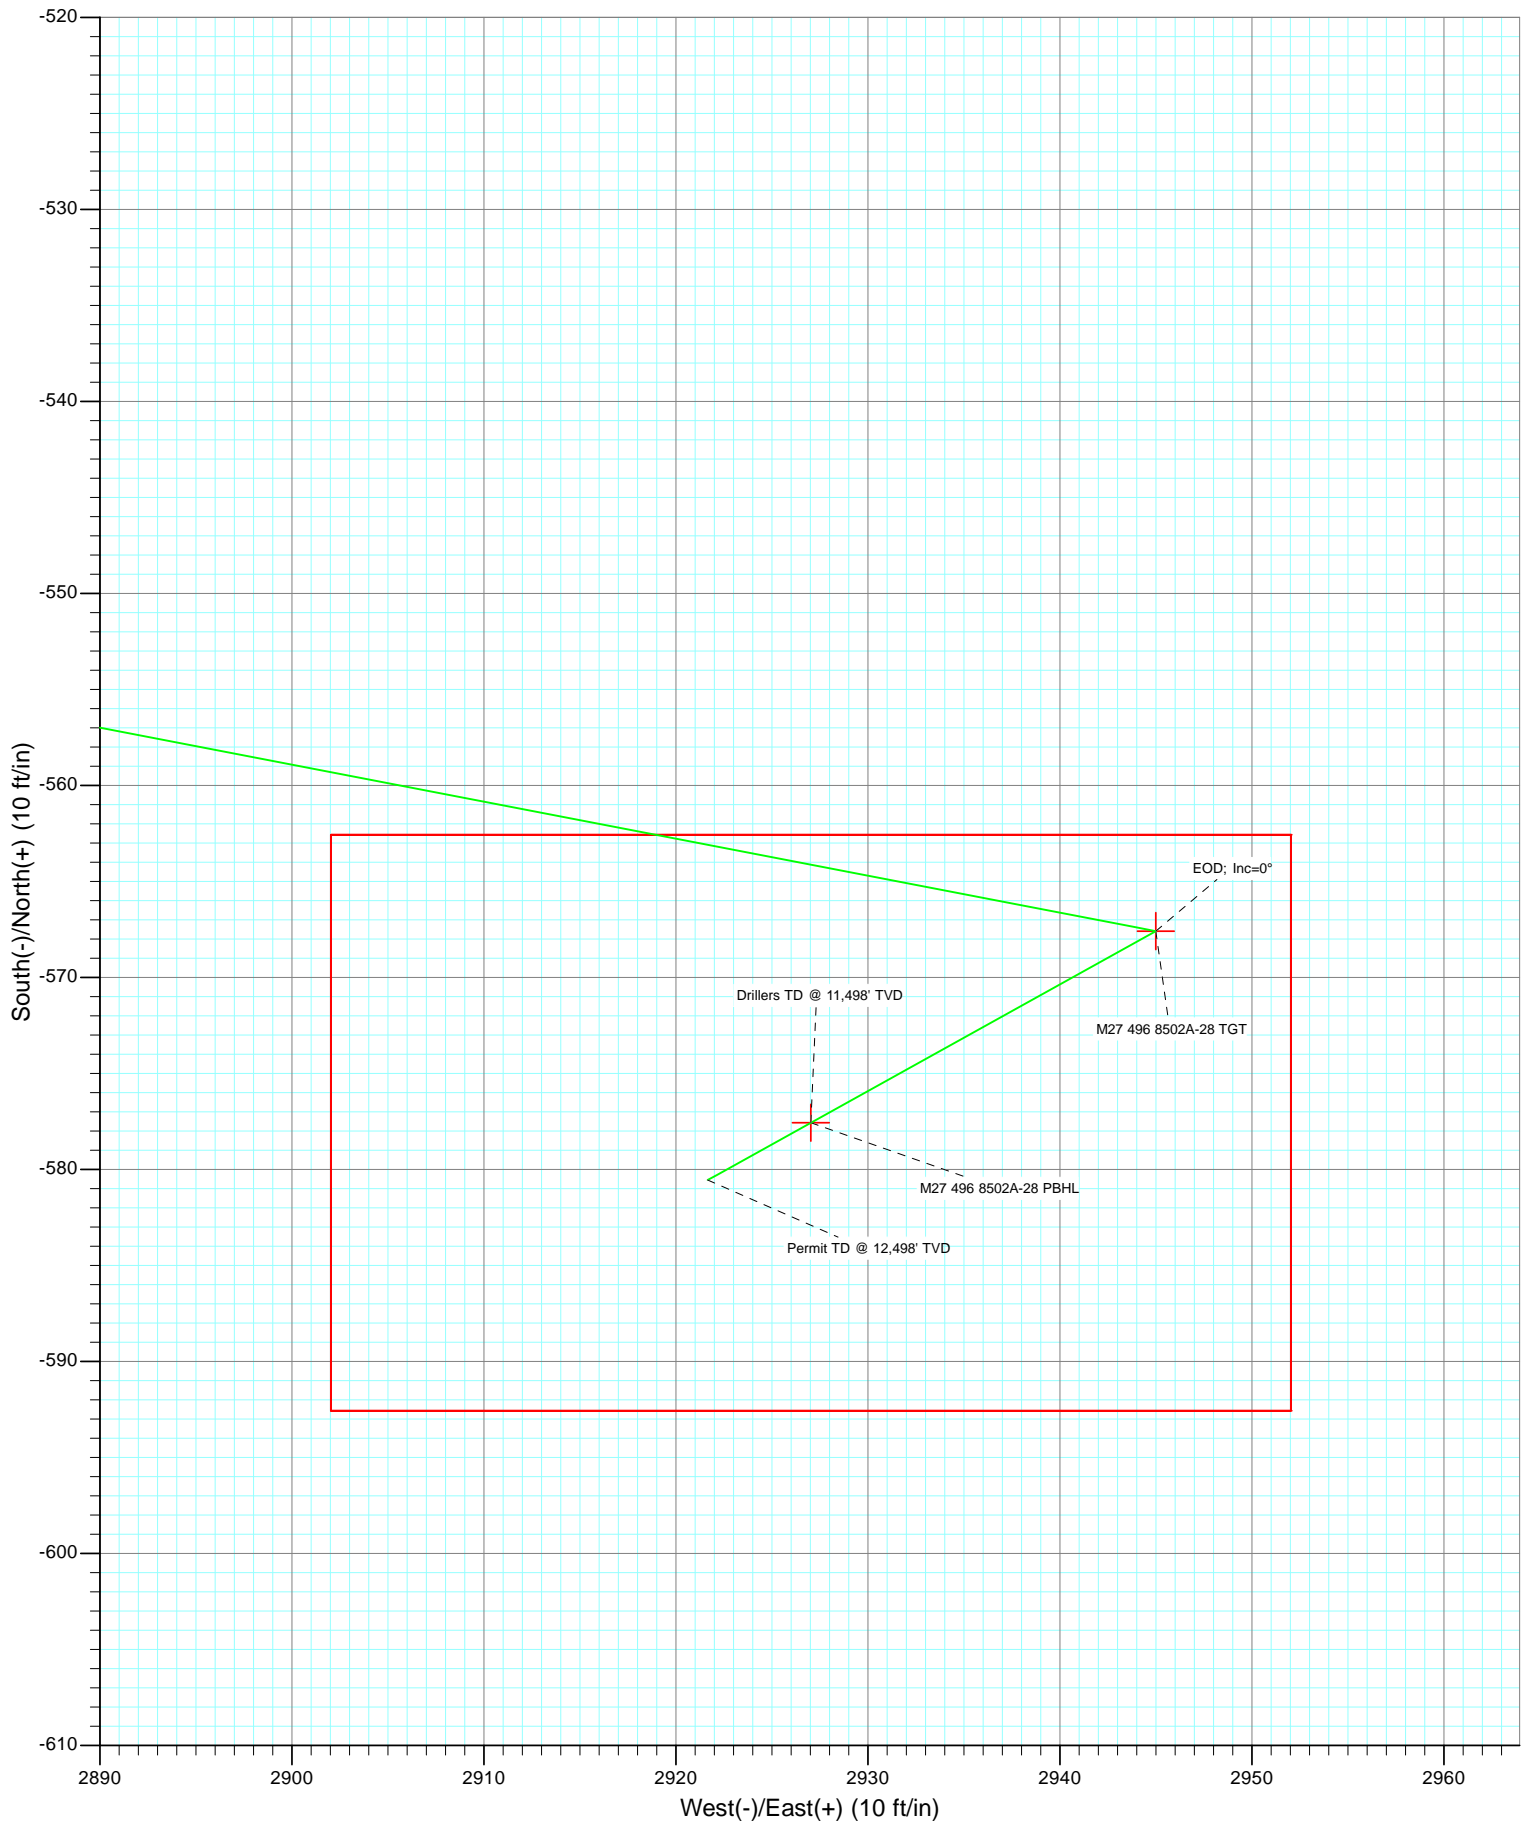 -520
-530
-540
-550
-560
-570
-580
-590
-600
-610
South(-)/North(+) (10 ft/in)
EOD; Inc=0°
Drillers TD @ 11,498' TVD
M27 496 8502A-28 TGT
M27 496 8502A-28 PBHL
Permit TD @ 12,498' TVD
2890 2900 2910 2920 2930 2940 2950 2960
West(-)/East(+) (10 ft/in)